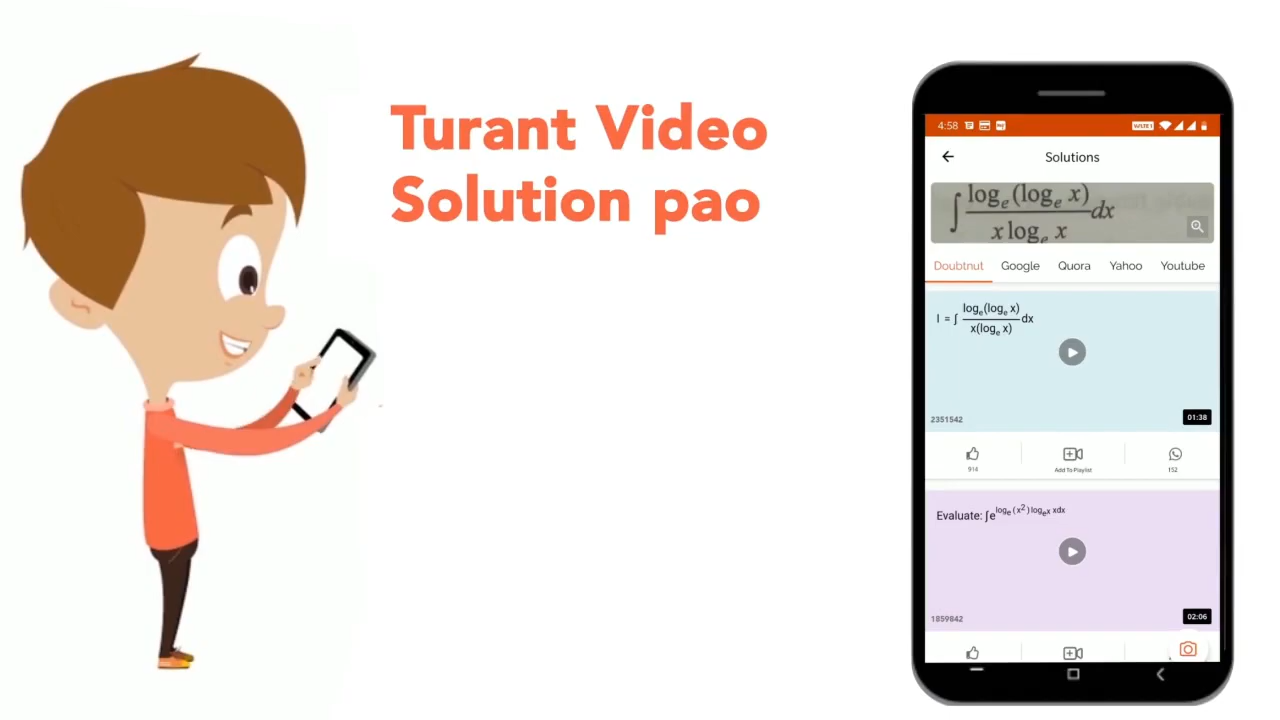 Turant Video
Solution pao
4:58
Solutions
∫ logₑ(logₑ x) / x logₑ x dx
Doubtnut Google Quora Yahoo Youtube
I = ∫ logₑ(logₑ x) / x(logₑ x) dx
2351542 01:38
914 Add To Playlist 152
Evaluate: ∫e^logₑ(x²)logₑx xdx
1859842 02:06